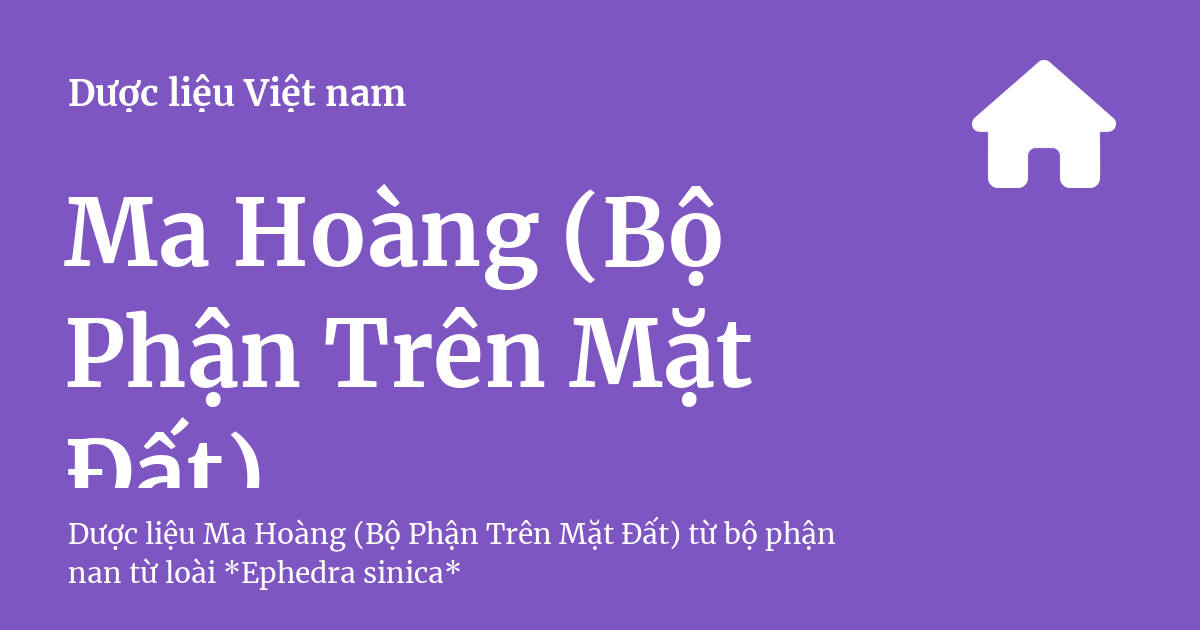 Dược liệu Việt nam
Ma Hoàng (Bộ
Phận Trên Mặt
Đất)
Dược liệu Ma Hoàng (Bộ Phận Trên Mặt Đất) từ bộ phận
nan từ loài *Ephedra sinica*